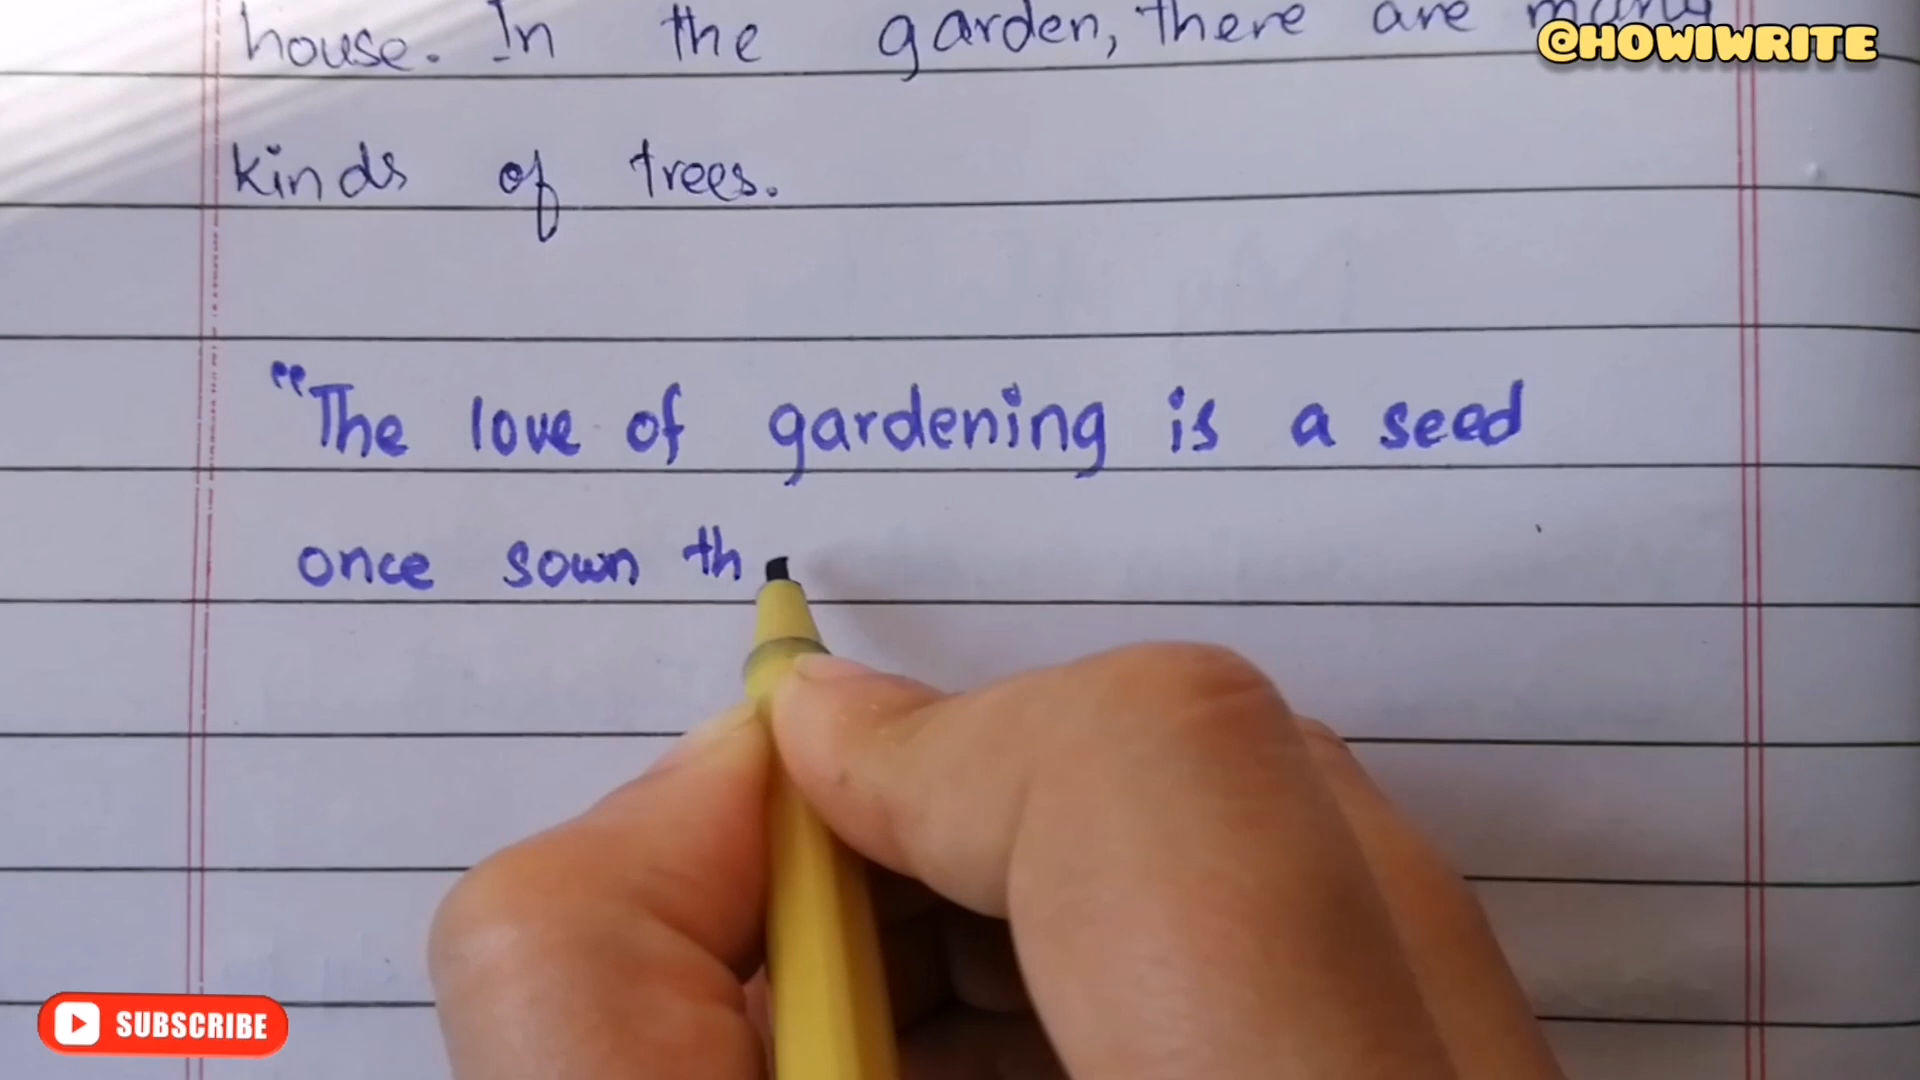 house. In the garden, there are many
@HOWIWRITE
kinds of trees.
"The love of gardening is a seed
once sown th
SUBSCRIBE